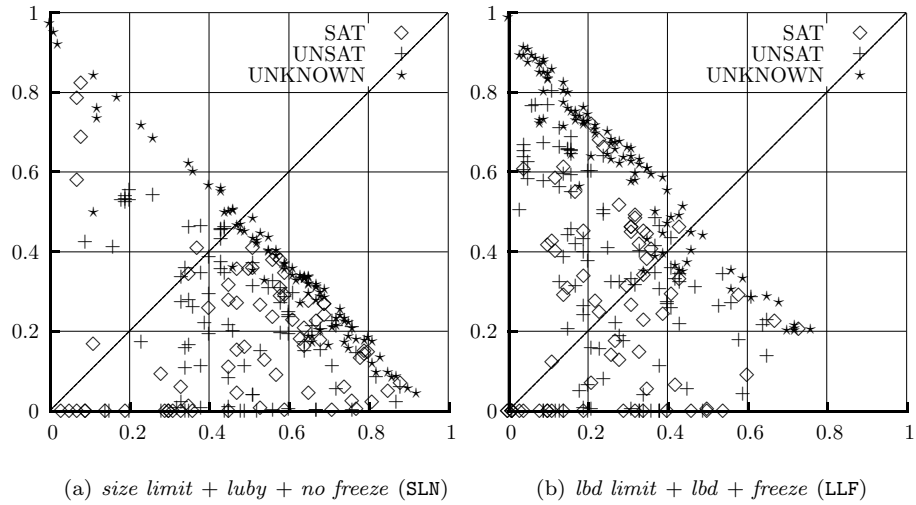 1
0.8
0.6
0.4
0.2
0
0 0.2 0.4 0.6 0.8 1
SAT
UNSAT
UNKNOWN
(a) size limit + luby + no freeze (SLN)
1
0.8
0.6
0.4
0.2
0
0 0.2 0.4 0.6 0.8 1
SAT
UNSAT
UNKNOWN
(b) lbd limit + lbd + freeze (LLF)